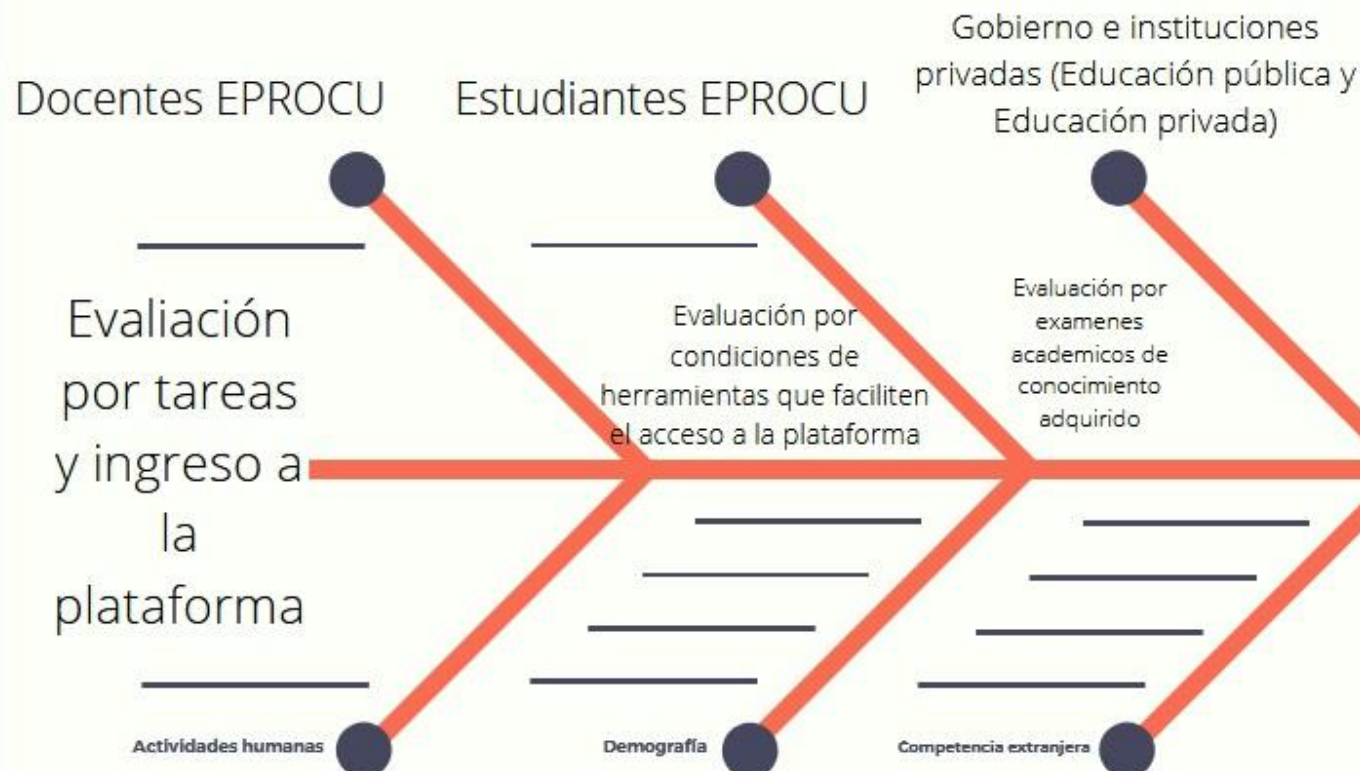 Docentes EPROCU
Estudiantes EPROCU
Gobierno e instituciones
privadas (Educación pública y
Educación privada)
Evaliación
por tareas
y ingreso a
la
plataforma
Evaluación por
condiciones de
herramientas que faciliten
el acceso a la plataforma
Evaluación por
examenes
academicos de
conocimiento
adquirido
Actividades humanas
Demografía
Competencia extranjera